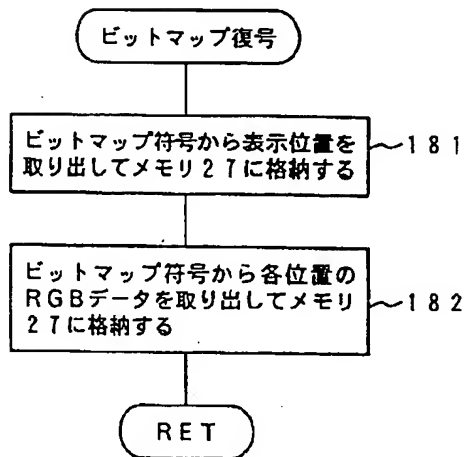 ビットマップ復号
ビットマップ符号から表示位置を
取り出してメモリ27に格納する
181
ビットマップ符号から各位置の
RGBデータを取り出してメモリ
27に格納する
182
RET